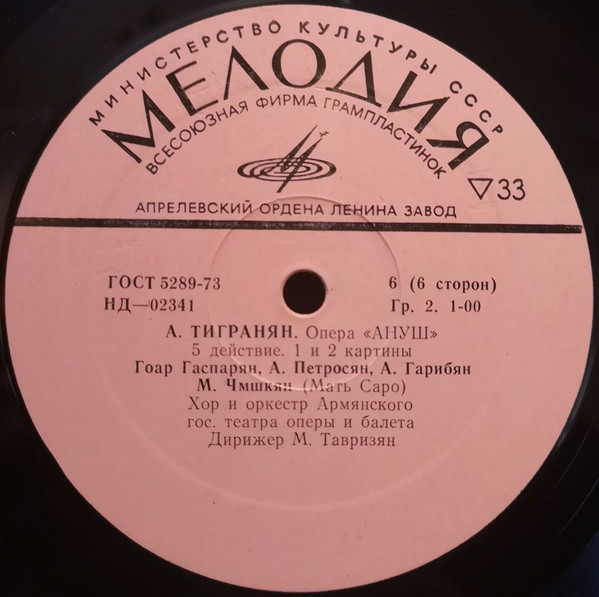 МИНИСТЕРСТВО КУЛЬТУРЫ СССР
МЕЛОДИЯ
ВСЕСОЮЗНАЯ ФИРМА ГРАМПЛАСТИНОК
▽33
АПРЕЛЕВСКИЙ ОРДЕНА ЛЕНИНА ЗАВОД
ГОСТ 5289-73 6 (6 сторон)
НД—02341 Гр. 2. 1-00
А. ТИГРАНЯН. Опера «АНУШ»
5 действие. 1 и 2 картины
Гоар Гаспарян, А. Петросян, А. Гарибян
М. Чмшкян (Мать Саро)
Хор и оркестр Армянского
гос. театра оперы и балета
Дирижер М. Тавризян